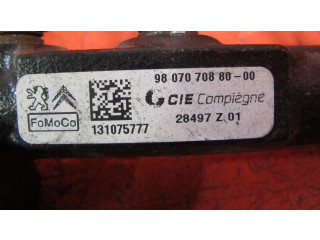 98 070 708 80-00
CIE Compiègne
FoMoCo
131075777
28497 Z 01